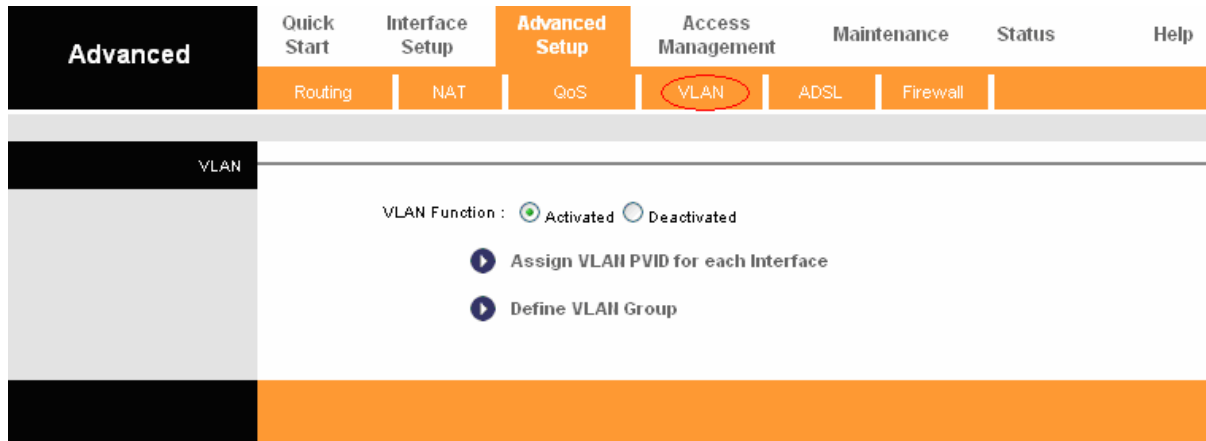 Advanced
Quick Start
Interface Setup
Advanced Setup
Access Management
Maintenance
Status
Help
Routing
NAT
QoS
VLAN
ADSL
Firewall
VLAN
VLAN Function : Activated Deactivated
Assign VLAN PVID for each Interface
Define VLAN Group